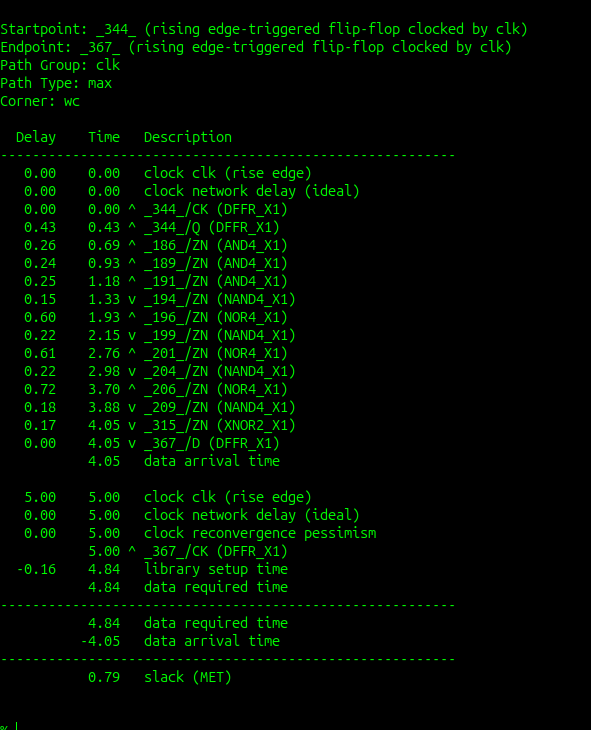 Startpoint: _344_ (rising edge-triggered flip-flop clocked by clk)
Endpoint: _367_ (rising edge-triggered flip-flop clocked by clk)
Path Group: clk
Path Type: max
Corner: wc
  Delay    Time   Description
---------------------------------------------------------
   0.00    0.00   clock clk (rise edge)
   0.00    0.00   clock network delay (ideal)
   0.00    0.00 ^ _344_/CK (DFFR_X1)
   0.43    0.43 ^ _344_/Q (DFFR_X1)
   0.26    0.69 ^ _186_/ZN (AND4_X1)
   0.24    0.93 ^ _189_/ZN (AND4_X1)
   0.25    1.18 ^ _191_/ZN (AND4_X1)
   0.15    1.33 v _194_/ZN (NAND4_X1)
   0.60    1.93 ^ _196_/ZN (NOR4_X1)
   0.22    2.15 v _199_/ZN (NAND4_X1)
   0.61    2.76 ^ _201_/ZN (NOR4_X1)
   0.22    2.98 v _204_/ZN (NAND4_X1)
   0.72    3.70 ^ _206_/ZN (NOR4_X1)
   0.18    3.88 v _209_/ZN (NAND4_X1)
   0.17    4.05 v _315_/ZN (XNOR2_X1)
   0.00    4.05 v _367_/D (DFFR_X1)
           4.05   data arrival time
   5.00    5.00   clock clk (rise edge)
   0.00    5.00   clock network delay (ideal)
   0.00    5.00   clock reconvergence pessimism
           5.00 ^ _367_/CK (DFFR_X1)
  -0.16    4.84   library setup time
           4.84   data required time
---------------------------------------------------------
           4.84   data required time
          -4.05   data arrival time
---------------------------------------------------------
           0.79   slack (MET)
%